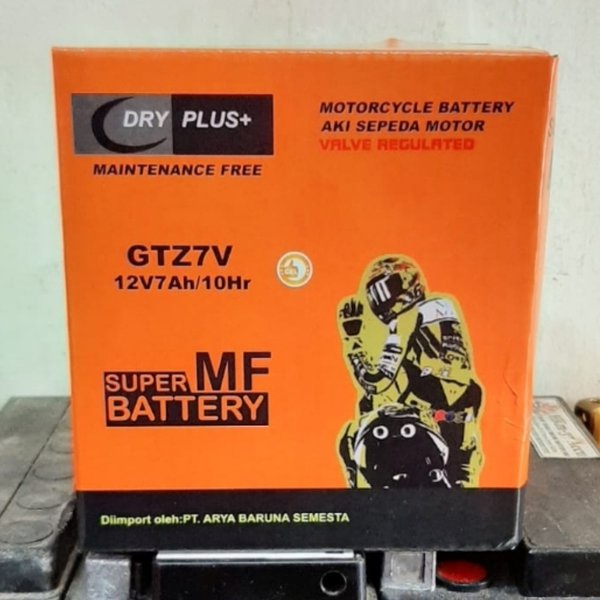 DRY PLUS+
MAINTENANCE FREE
MOTORCYCLE BATTERY
AKI SEPEDA MOTOR
VALVE REGULATED
GTZ7V
12V7Ah/10Hr
GEL
SUPER MF
BATTERY
Diimport oleh:PT. ARYA BARUNA SEMESTA